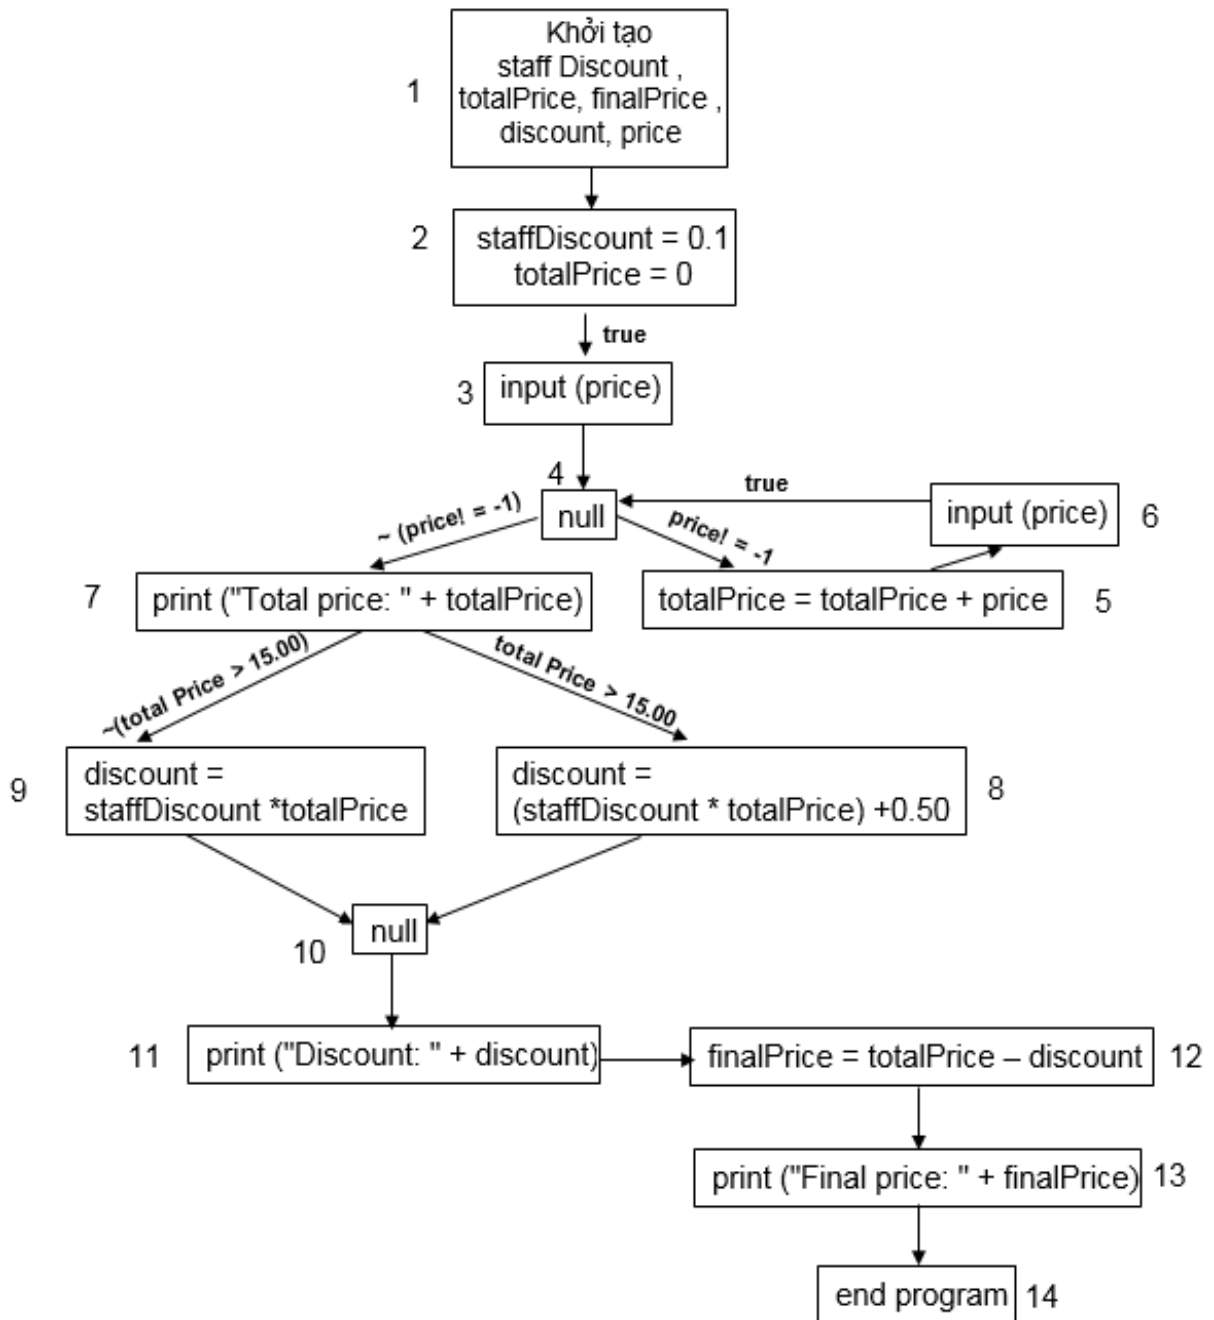 Khởi tạo
staff Discount ,
1
totalPrice, finalPrice ,
discount, price
2
staffDiscount = 0.1
totalPrice = 0
true
3
input (price)
4
null
true
input (price)
6
~ (price! = -1)
price! = -1
7
print ("Total price: " + totalPrice)
totalPrice = totalPrice + price
5
~(total Price > 15.00)
total Price > 15.00
9
discount =
staffDiscount *totalPrice
discount =
(staffDiscount * totalPrice) +0.50
8
null
10
11
print ("Discount: " + discount)
finalPrice = totalPrice – discount
12
print ("Final price: " + finalPrice)
13
end program
14